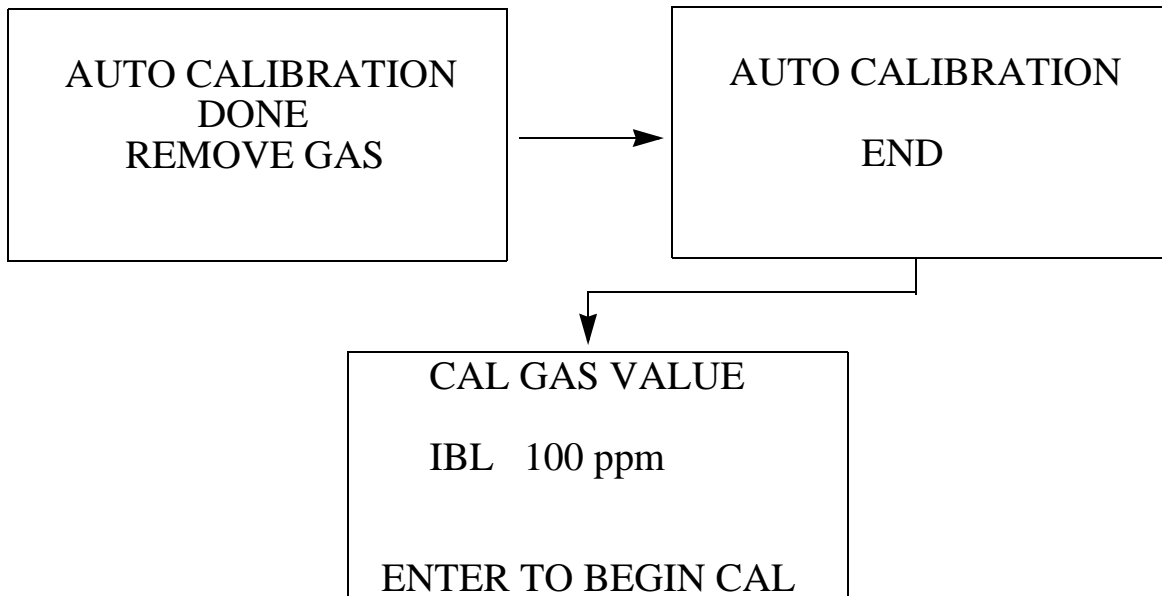 AUTO CALIBRATION
DONE
REMOVE GAS
AUTO CALIBRATION
END
CAL GAS VALUE
IBL 100 ppm
ENTER TO BEGIN CAL